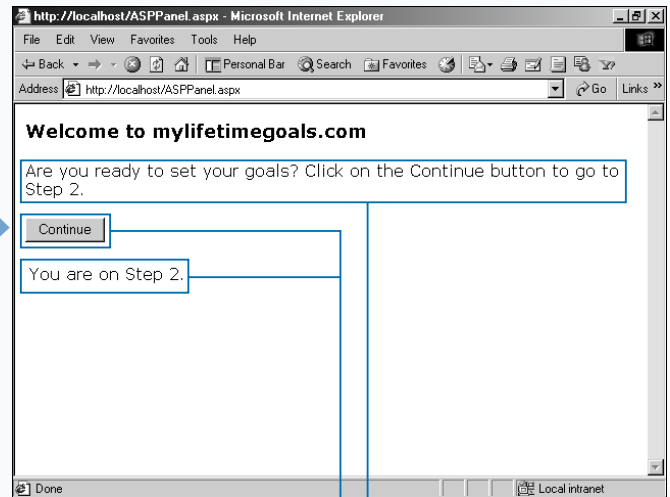 http://localhost/ASPPanel.aspx - Microsoft Internet Explorer
File Edit View Favorites Tools Help
Back Personal Bar Search Favorites
Address http://localhost/ASPPanel.aspx Go Links »
Welcome to mylifetimegoals.com
Are you ready to set your goals? Click on the Continue button to go to
Step 2.
Continue
You are on Step 2.
Done Local intranet